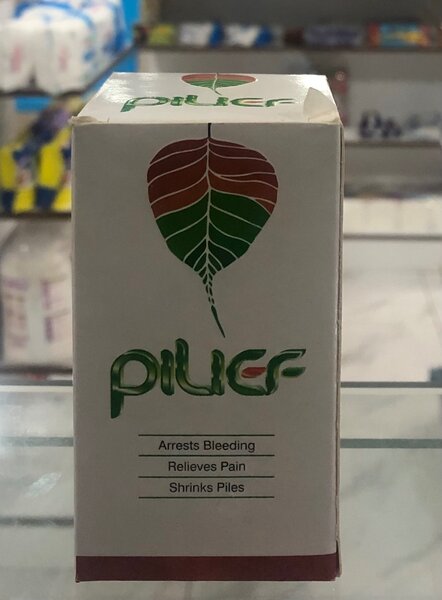 PILIEF
PILIEF
Arrests Bleeding
Relieves Pain
Shrinks Piles